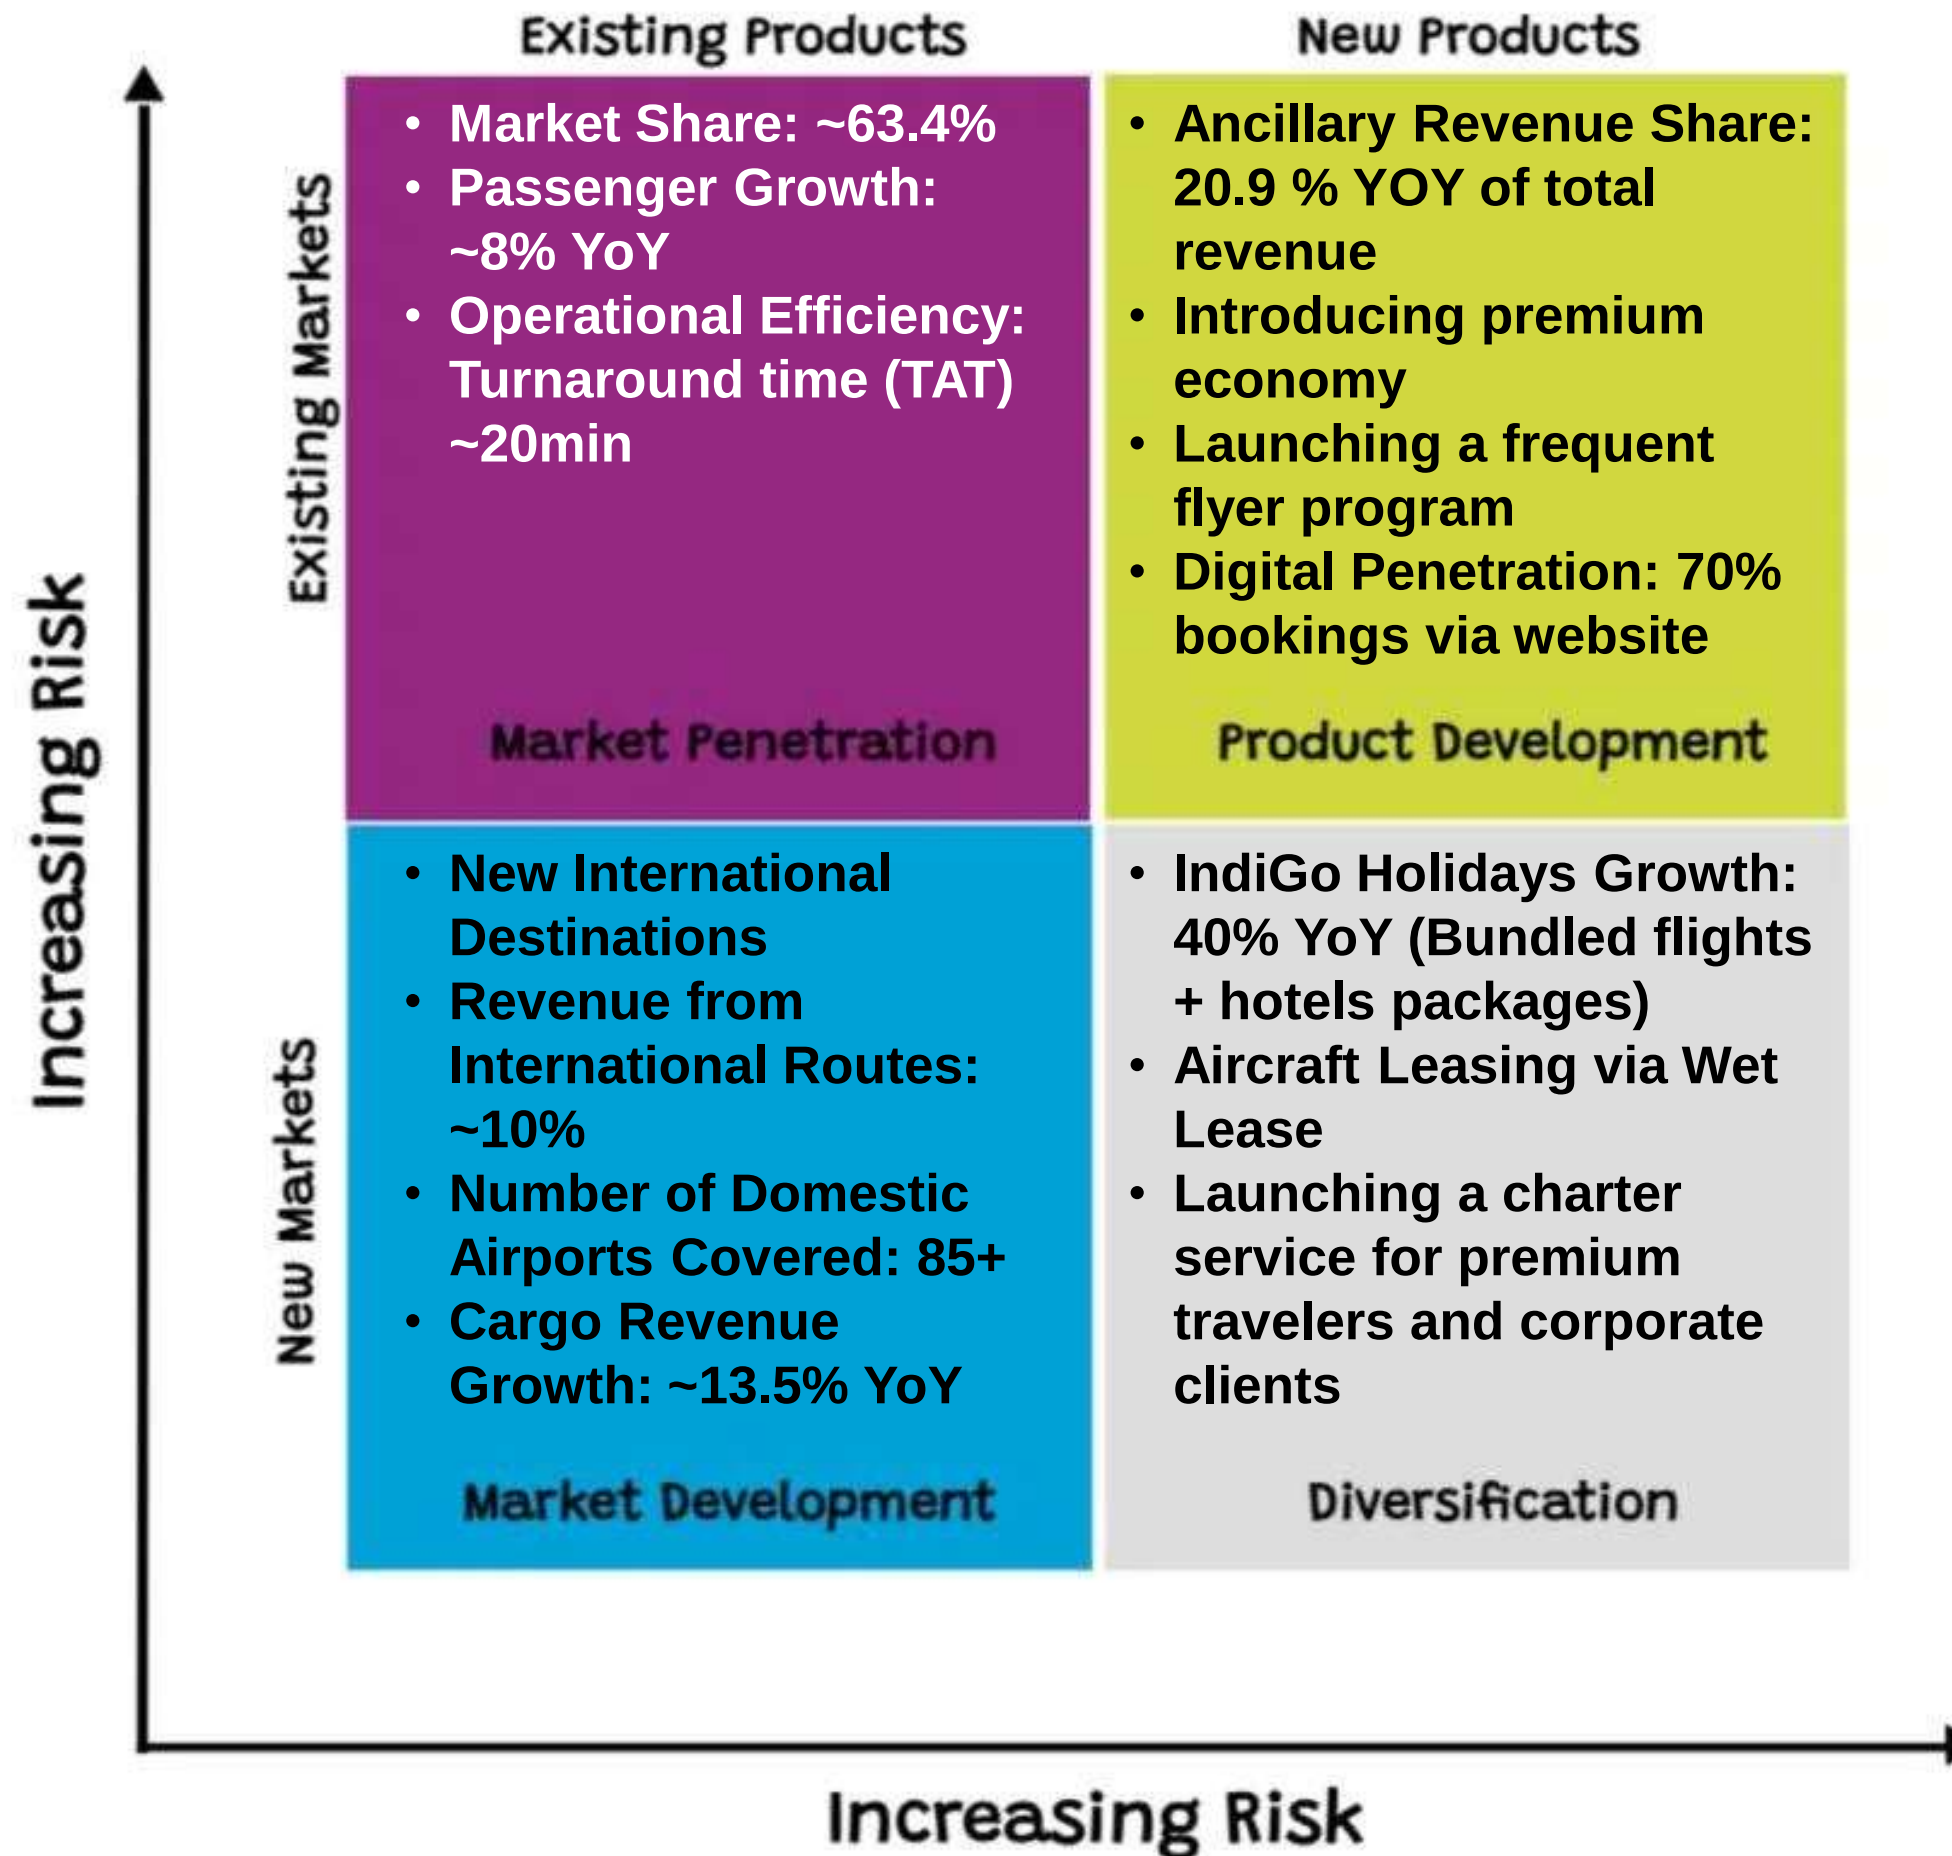 Existing Products
New Products
Increasing Risk
Existing Markets
• Market Share: ~63.4%
• Passenger Growth:
~8% YoY
• Operational Efficiency:
Turnaround time (TAT)
~20min
Market Penetration
• Ancillary Revenue Share:
20.9 % YOY of total
revenue
• Introducing premium
economy
• Launching a frequent
flyer program
• Digital Penetration: 70%
bookings via website
Product Development
New Markets
• New International
Destinations
• Revenue from
International Routes:
~10%
• Number of Domestic
Airports Covered: 85+
• Cargo Revenue
Growth: ~13.5% YoY
Market Development
• IndiGo Holidays Growth:
40% YoY (Bundled flights
+ hotels packages)
• Aircraft Leasing via Wet
Lease
• Launching a charter
service for premium
travelers and corporate
clients
Diversification
Increasing Risk